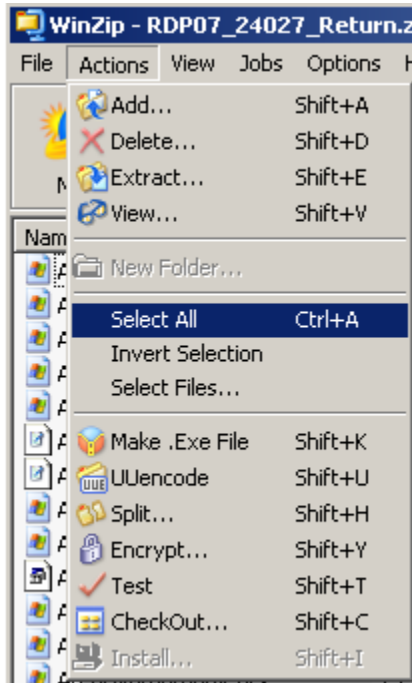 WinZip - RDP07_24027_Return.z
File Actions View Jobs Options
Add... Shift+A
Delete... Shift+D
Extract... Shift+E
View... Shift+V
Nam
New Folder...
Select All Ctrl+A
Invert Selection
Select Files...
Make .Exe File Shift+K
UUencode Shift+U
Split... Shift+H
Encrypt... Shift+Y
Test Shift+T
CheckOut... Shift+C
Install... Shift+I